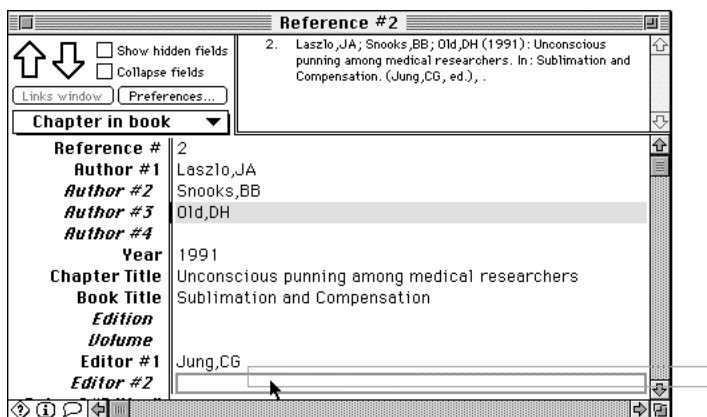 Reference #2
Show hidden fields
Collapse fields
Links window
Preferences...
Chapter in book
2. Laszlo,JA; Snooks,BB; Old,DH (1991): Unconscious
punning among medical researchers. In: Sublimation and
Compensation. (Jung,CG, ed.), .
Reference # 2
Author #1 Laszlo,JA
Author #2 Snooks,BB
Author #3 Old,DH
Author #4
Year 1991
Chapter Title Unconscious punning among medical researchers
Book Title Sublimation and Compensation
Edition
Volume
Editor #1 Jung,CG
Editor #2